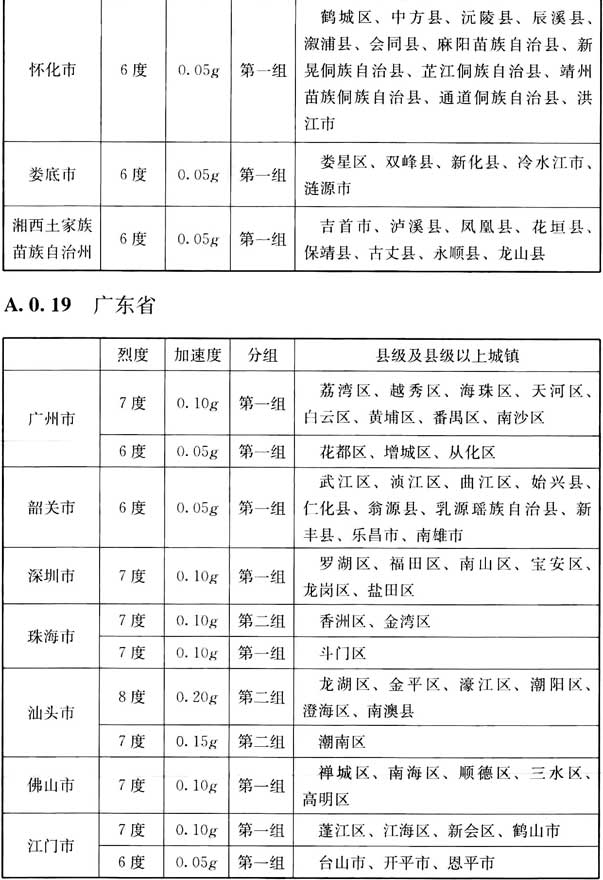 怀化市 6度 0.05g 第一组 鹤城区、中方县、沅陵县、辰溪县、
溆浦县、会同县、麻阳苗族自治县、新
晃侗族自治县、芷江侗族自治县、靖州
苗族侗族自治县、通道侗族自治县、洪
江市
娄底市 6度 0.05g 第一组 娄星区、双峰县、新化县、冷水江市、
涟源市
湘西土家族
苗族自治州 6度 0.05g 第一组 吉首市、泸溪县、凤凰县、花垣县、
保靖县、古丈县、永顺县、龙山县
A.0.19 广东省
烈度 加速度 分组 县级及县级以上城镇
广州市 7度 0.10g 第一组 荔湾区、越秀区、海珠区、天河区、
白云区、黄埔区、番禺区、南沙区
6度 0.05g 第一组 花都区、增城区、从化区
韶关市 6度 0.05g 第一组 武江区、浈江区、曲江区、始兴县、
仁化县、翁源县、乳源瑶族自治县、新
丰县、乐昌市、南雄市
深圳市 7度 0.10g 第一组 罗湖区、福田区、南山区、宝安区、
龙岗区、盐田区
珠海市 7度 0.10g 第二组 香洲区、金湾区
7度 0.10g 第一组 斗门区
汕头市 8度 0.20g 第二组 龙湖区、金平区、濠江区、潮阳区、
澄海区、南澳县
7度 0.15g 第二组 潮南区
佛山市 7度 0.10g 第一组 禅城区、南海区、顺德区、三水区、
高明区
江门市 7度 0.10g 第一组 蓬江区、江海区、新会区、鹤山市
6度 0.05g 第一组 台山市、开平市、恩平市